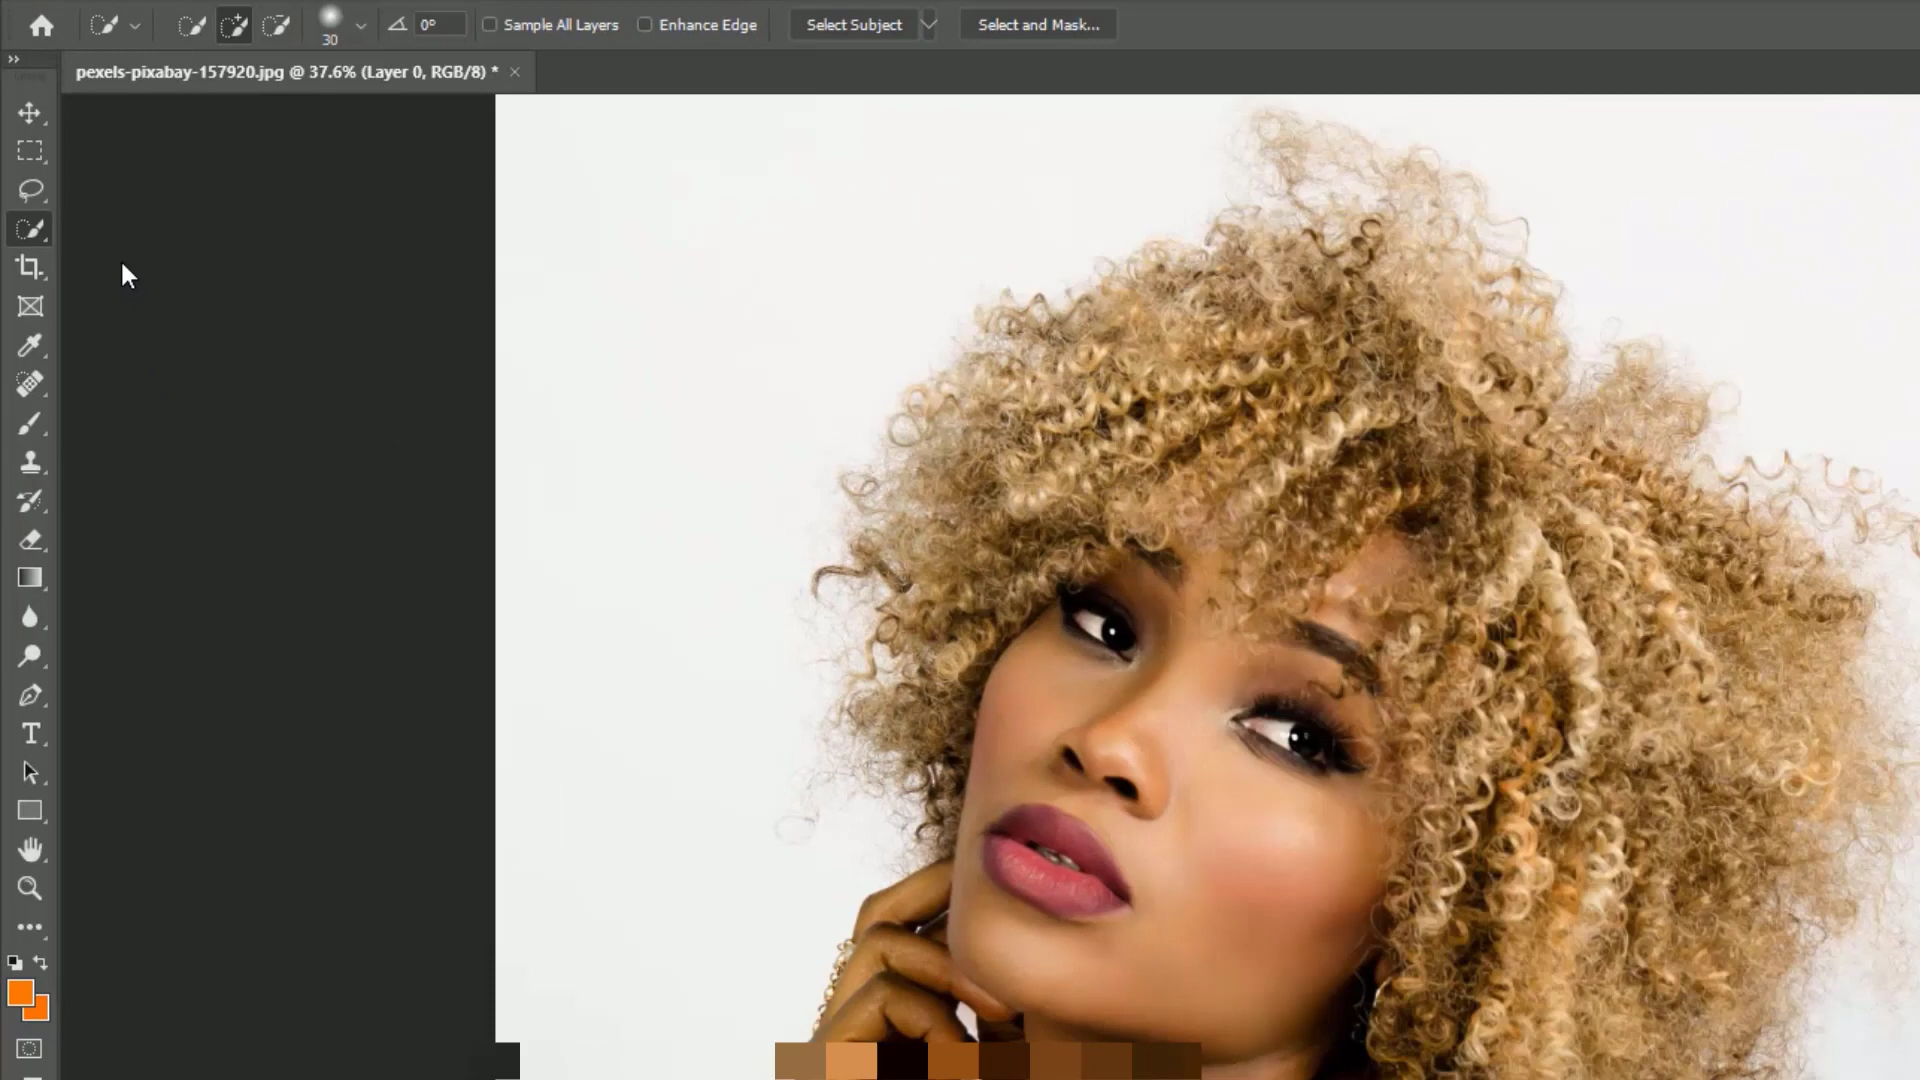 Sample All Layers
Enhance Edge
Select Subject
Select and Mask...
0°
30
pexels-pixabay-157920.jpg @ 37.6% (Layer 0, RGB/8) *
T